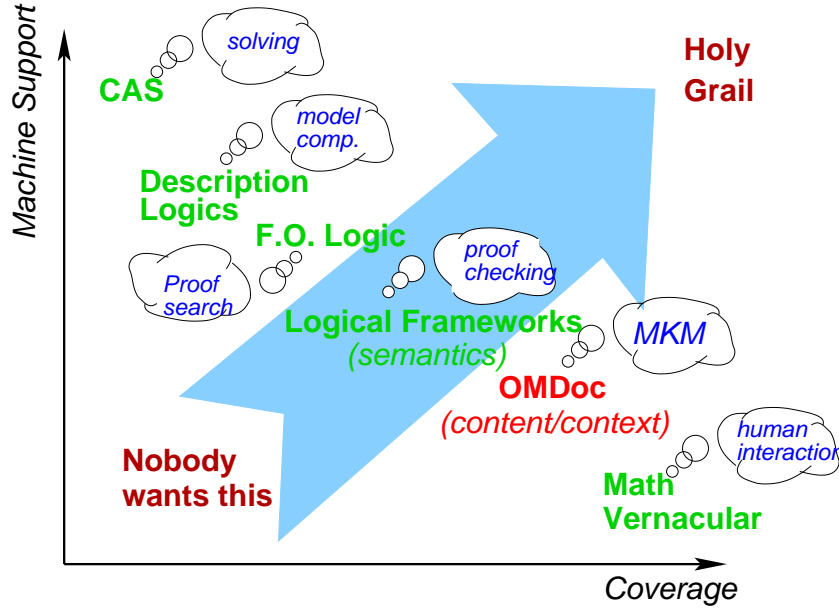 solving
Holy
Grail
CAS
model
comp.
Machine Support
Description
Logics
F.O. Logic
proof
checking
Proof
search
Logical Frameworks
(semantics)
MKM
OMDoc
(content/context)
human
interaction
Nobody
wants this
Math
Vernacular
Coverage